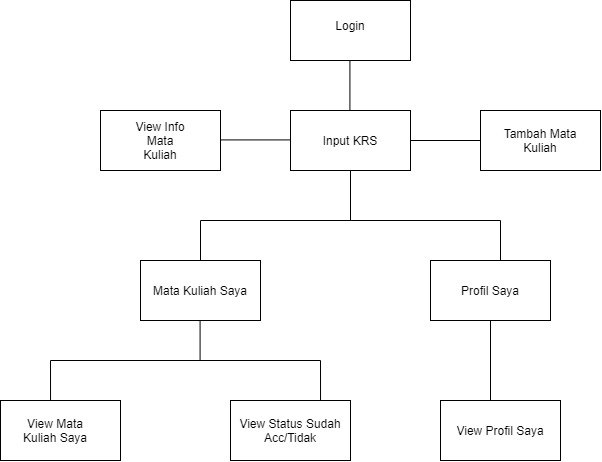 Login
View Info
Mata
Kuliah
Input KRS
Tambah Mata
Kuliah
Mata Kuliah Saya
Profil Saya
View Mata
Kuliah Saya
View Status Sudah
Acc/Tidak
View Profil Saya